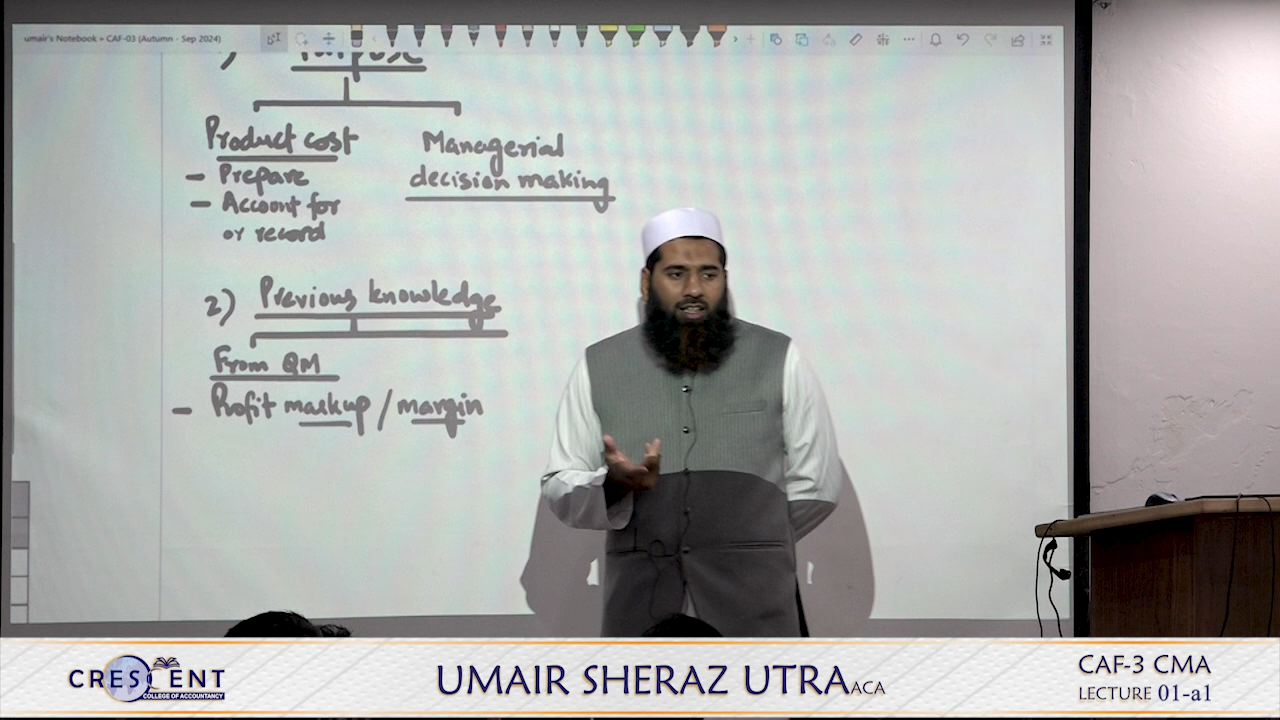 umair's Notebook » CAF-03 (Autumn - Sep 2024)
) Purpose
Product cost
- Prepare
- Account for
or record
Managerial
decision making
2) Previous knowledge
From QM
- Profit markup / margin
CRESCENT
COLLEGE OF ACCOUNTANCY
UMAIR SHERAZ UTRA ACA
CAF-3 CMA
LECTURE 01-a1